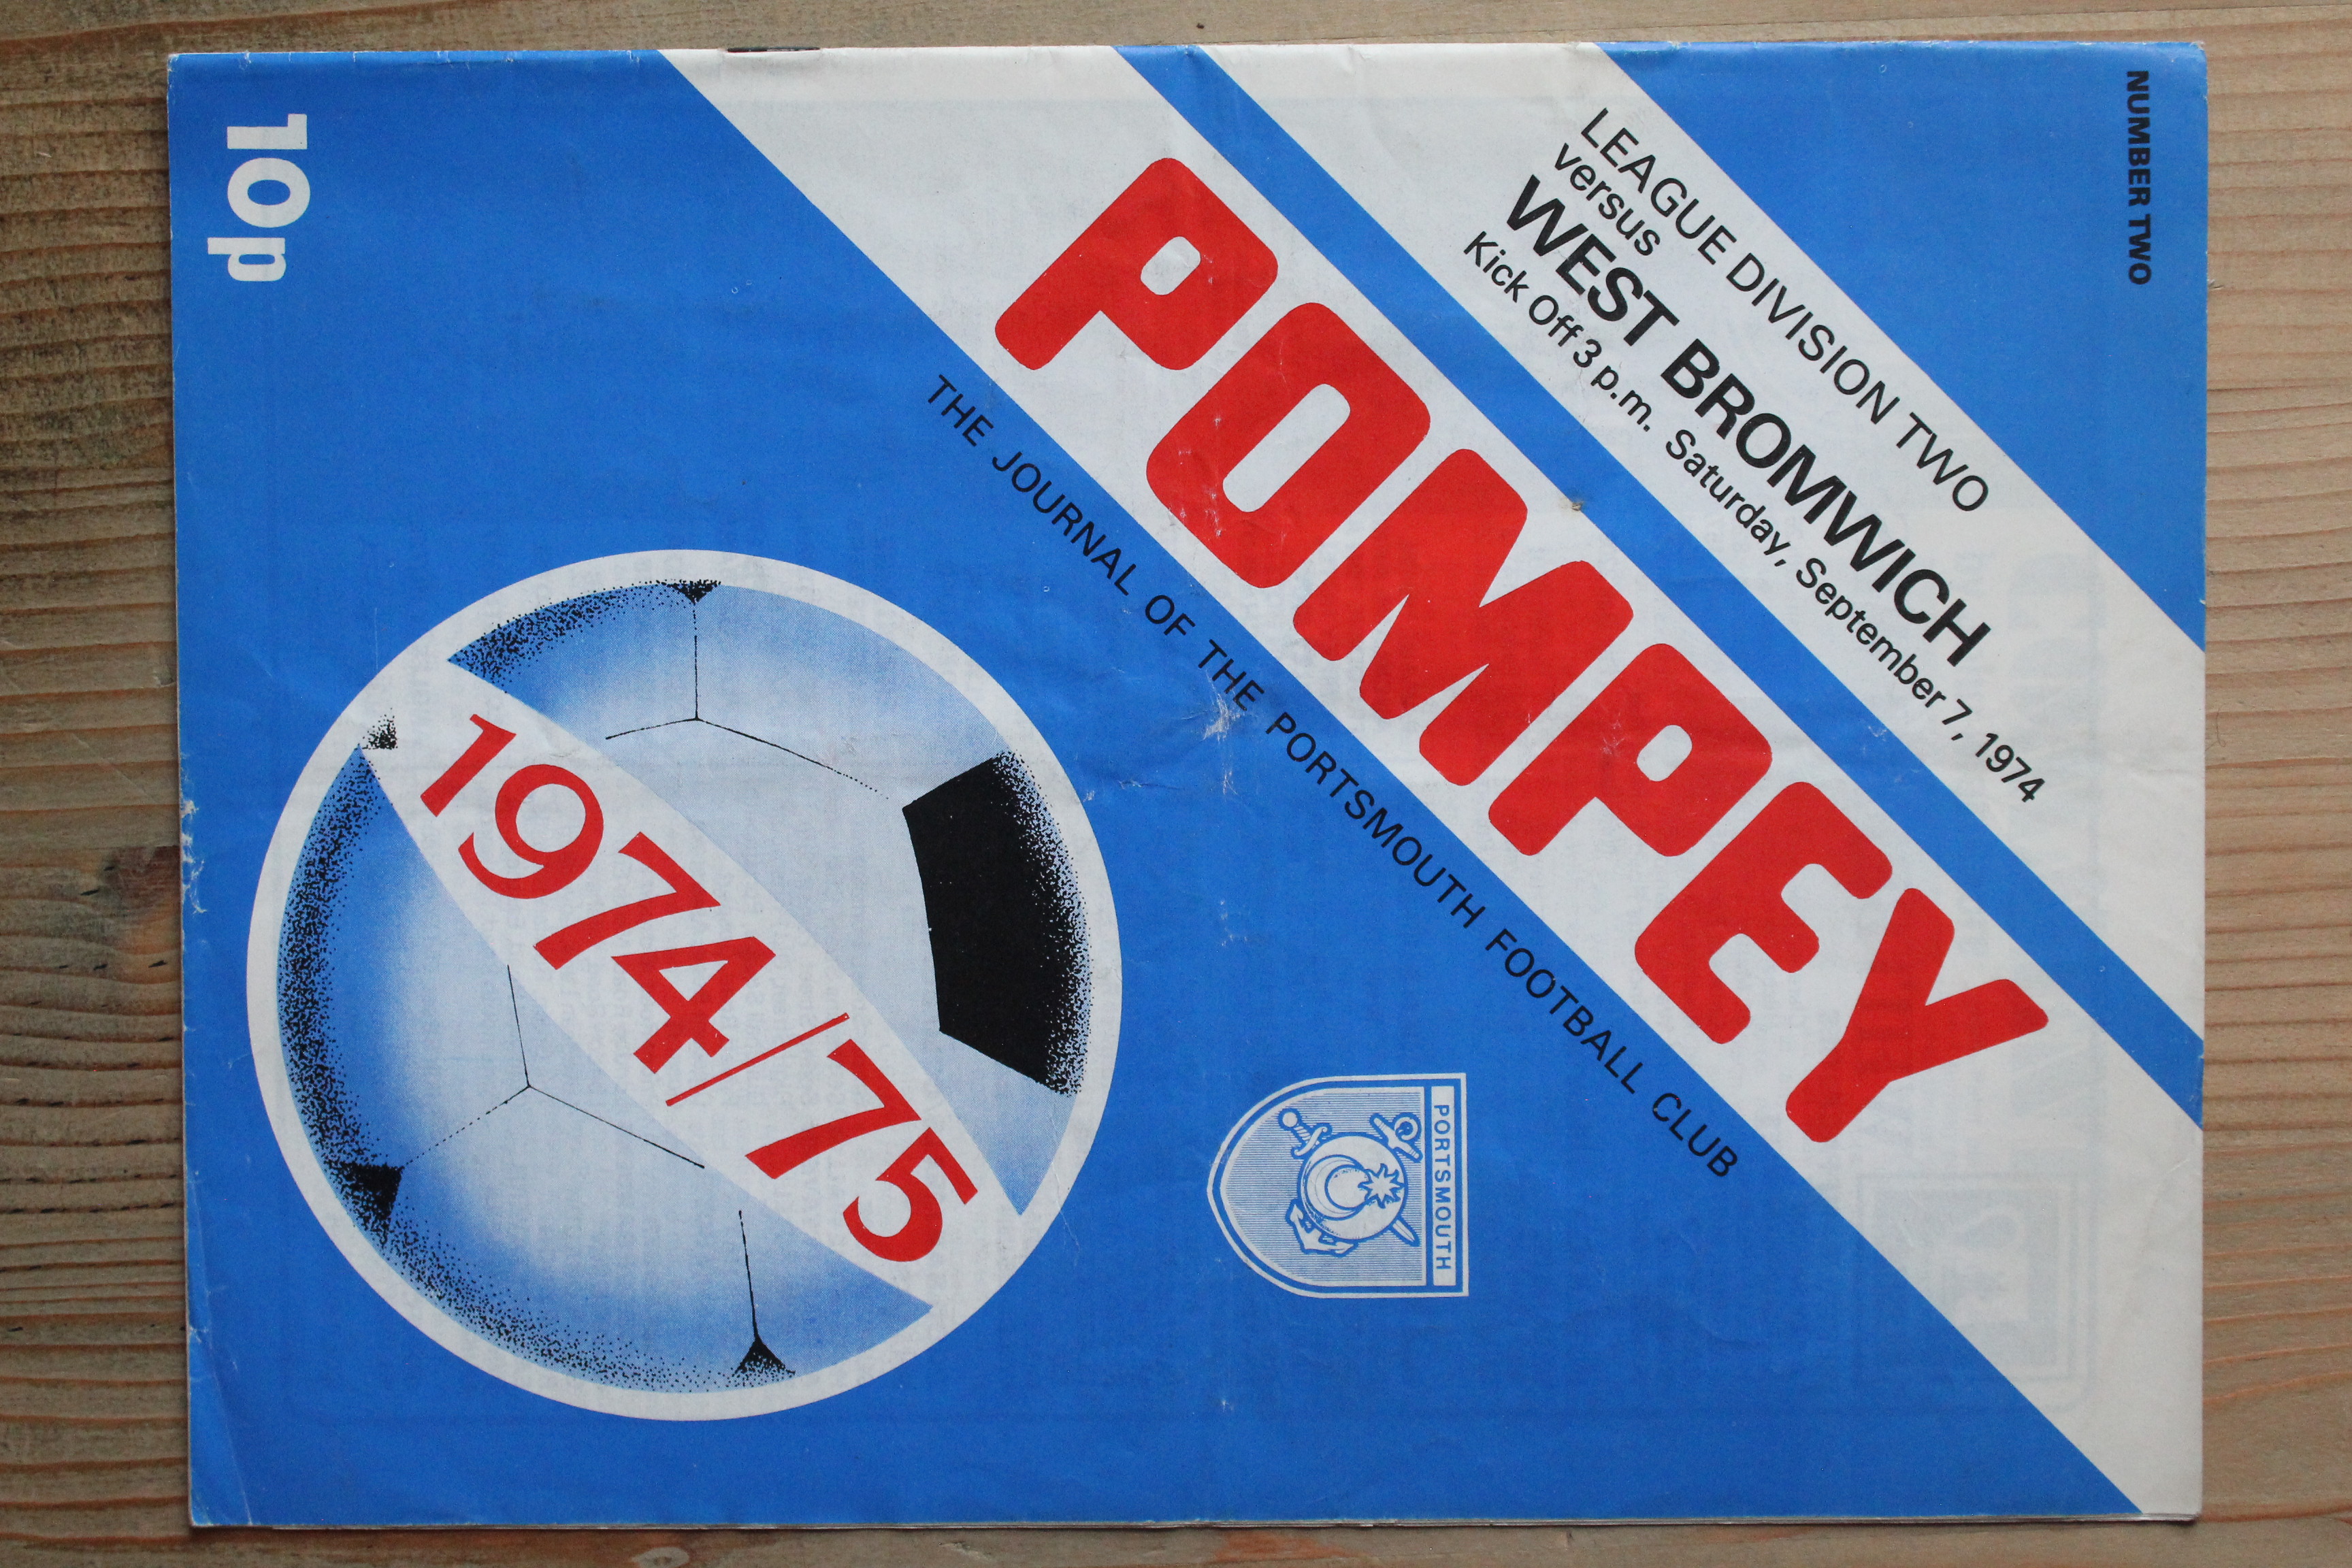 NUMBER TWO
LEAGUE DIVISION TWO
versus
WEST BROMWICH
Kick Off 3 p.m. Saturday, September 7, 1974
POMPEY
THE JOURNAL OF THE PORTSMOUTH FOOTBALL CLUB
PORTSMOUTH
1974/75
10p